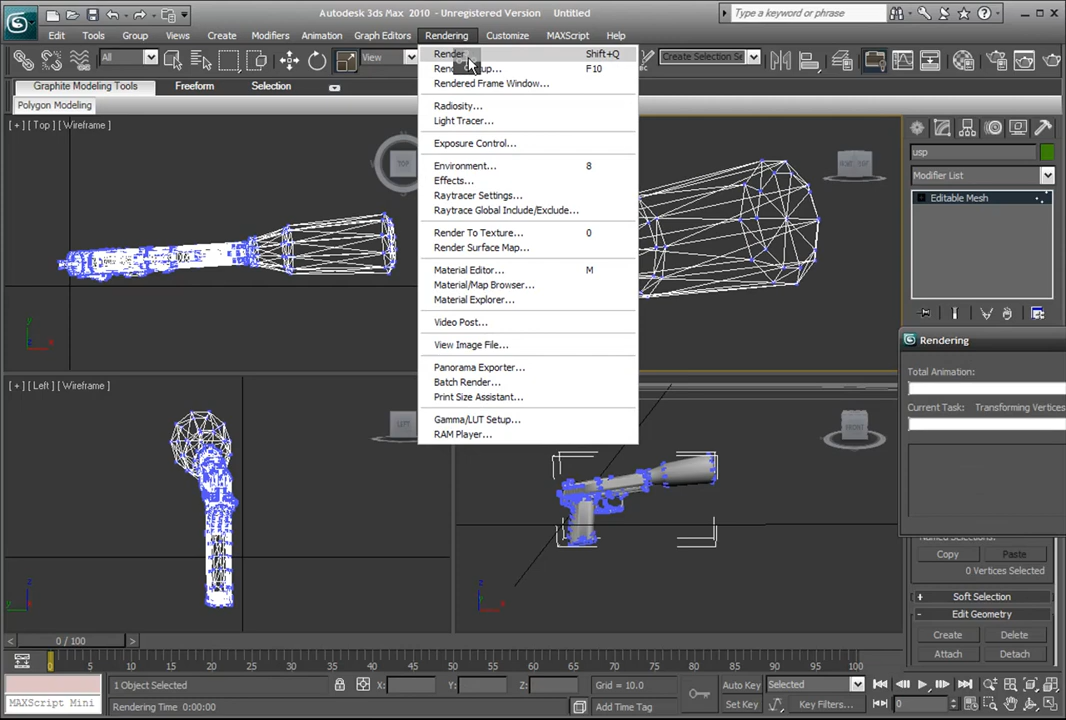 Autodesk 3ds Max 2010 - Unregistered Version    Untitled
Type a keyword or phrase
Edit Tools Group Views Create Modifiers Animation Graph Editors Rendering Customize MAXScript Help
All
View
Create Selection Se
Graphite Modeling Tools Freeform Selection
Polygon Modeling
[ + ] [ Top ] [ Wireframe ]
TOP
Render Shift+Q
F10
Rendered Frame Window...
Radiosity...
Light Tracer...
Exposure Control...
Environment... 8
Effects...
Raytracer Settings...
Raytrace Global Include/Exclude...
Render To Texture... 0
Render Surface Map...
Material Editor... M
Material/Map Browser...
Material Explorer...
Video Post...
View Image File...
Panorama Exporter...
Batch Render...
Print Size Assistant...
Gamma/LUT Setup...
RAM Player...
usp
Modifier List
Editable Mesh
Rendering
Total Animation:
Current Task: Transforming Vertices
[ + ] [ Left ] [ Wireframe ]
LEFT
FRONT
Named Selections:
Copy Paste
0 Vertices Selected
+ Soft Selection
- Edit Geometry
Create Delete
Attach Detach
< 0 / 100 >
0 5 10 15 20 25 30 35 40 45 50 55 60 65 70 75 80 85 90 95 100
1 Object Selected
X: Y: Z:
Grid = 10.0
Auto Key Selected
MAXScript Mini
Rendering Time 0:00:00
Add Time Tag
Set Key Key Filters...
0